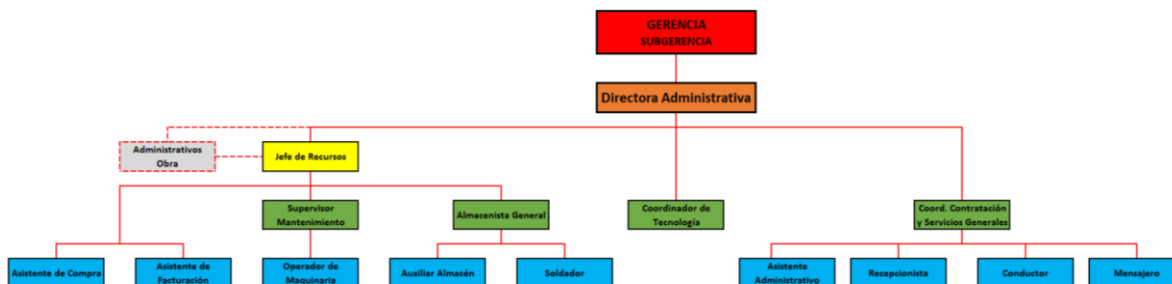 GERENCIA
SUBGERENCIA
Directora Administrativa
Administrativos
Obra
Jefe de Recursos
Supervisor
Mantenimiento
Almacenista General
Coordinador de
Tecnología
Coord. Contratación
y Servicios Generales
Asistente de Compra
Asistente de
Facturación
Operador de
Maquinaria
Auxiliar Almacén
Soldador
Asistente
Administrativo
Recepcionista
Conductor
Mensajero